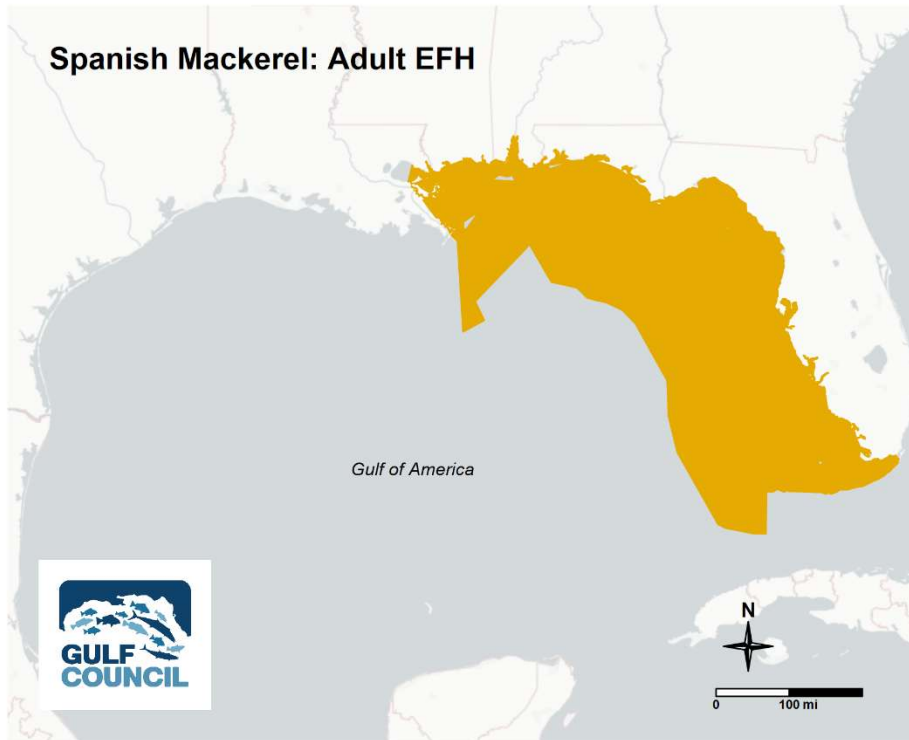 Spanish Mackerel: Adult EFH
Gulf of America
GULF
COUNCIL
N
0 100 mi